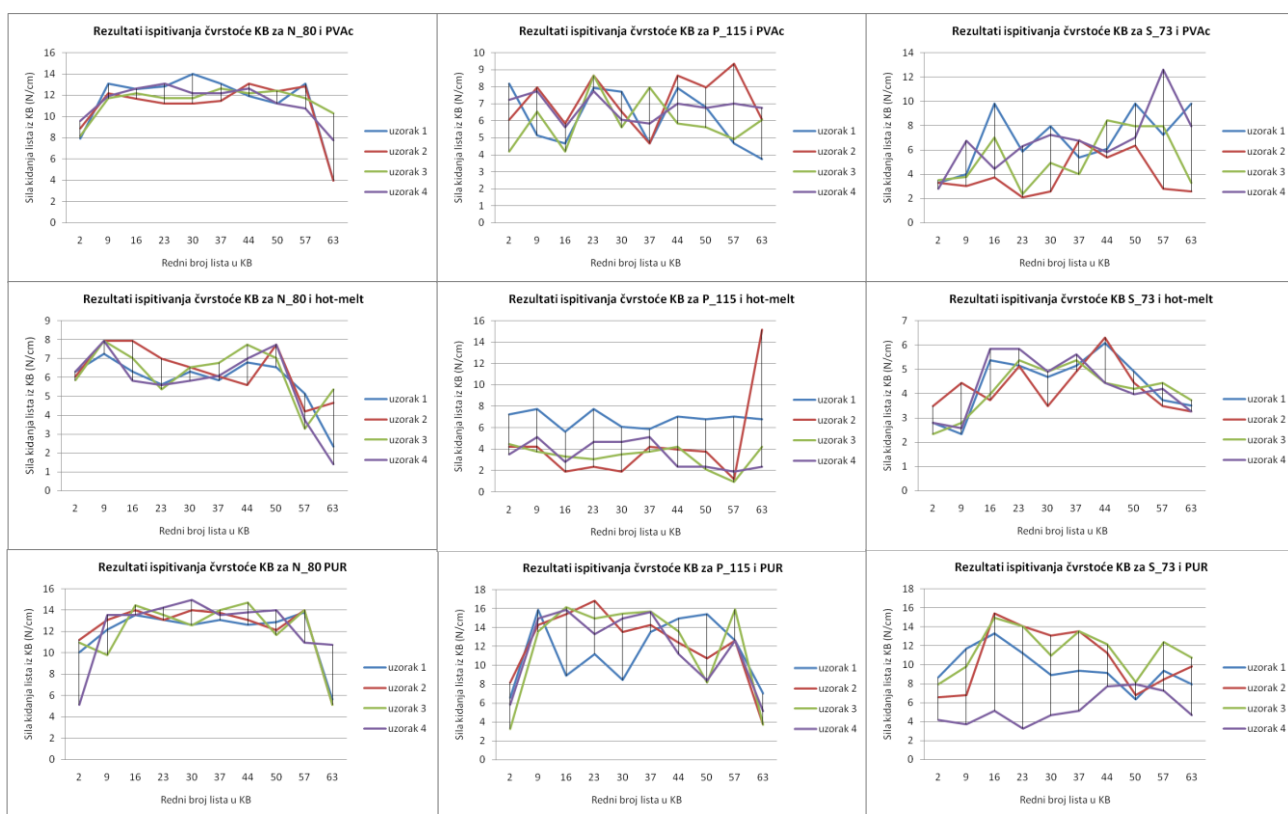 Rezultati ispitivanja čvrstoće KB za N_80 i PVAc
Sila kidanja lista iz KB (N/cm)
16
14
12
10
8
6
4
2
0
2 9 16 23 30 37 44 50 57 63
Redni broj lista u KB
uzorak 1
uzorak 2
uzorak 3
uzorak 4
Rezultati ispitivanja čvrstoće KB za P_115 i PVAc
Sila kidanja lista iz KB (N/cm)
10
9
8
7
6
5
4
3
2
1
0
2 9 16 23 30 37 44 50 57 63
Redni broj lista u KB
uzorak 1
uzorak 2
uzorak 3
uzorak 4
Rezultati ispitivanja čvrstoće KB za S_73 i PVAc
Sila kidanja lista iz KB (N/cm)
14
12
10
8
6
4
2
0
2 9 16 23 30 37 44 50 57 63
Redni broj lista u KB
uzorak 1
uzorak 2
uzorak 3
uzorak 4
Rezultati ispitivanja čvrstoće KB za N_80 i hot-melt
Sila kidanja lista iz KB (N/cm)
9
8
7
6
5
4
3
2
1
0
2 9 16 23 30 37 44 50 57 63
Redni broj lista u KB
uzorak 1
uzorak 2
uzorak 3
uzorak 4
Rezultati ispitivanja čvrstoće KB za P_115 i hot-melt
Sila kidanja lista iz KB (N/cm)
16
14
12
10
8
6
4
2
0
2 9 16 23 30 37 44 50 57 63
Redni broj lista u KB
uzorak 1
uzorak 2
uzorak 3
uzorak 4
Rezultati ispitivanja čvrstoće KB S_73 i hot-melt
Sila kidanja lista iz KB (N/cm)
7
6
5
4
3
2
1
0
2 9 16 23 30 37 44 50 57 63
Redni broj lista u KB
uzorak 1
uzorak 2
uzorak 3
uzorak 4
Rezultati ispitivanja čvrstoće KB za N_80 PUR
Sila kidanja lista iz KB (N/cm)
16
14
12
10
8
6
4
2
0
2 9 16 23 30 37 44 50 57 63
Redni broj lista u KB
uzorak 1
uzorak 2
uzorak 3
uzorak 4
Rezultati ispitivanja čvrstoće KB za P_115 i PUR
Sila kidanja lista iz KB (N/cm)
18
16
14
12
10
8
6
4
2
0
2 9 16 23 30 37 44 50 57 63
Redni broj lista u KB
uzorak 1
uzorak 2
uzorak 3
uzorak 4
Rezultati ispitivanja čvrstoće KB za S_73 i PUR
Sila kidanja lista iz KB (N/cm)
18
16
14
12
10
8
6
4
2
0
2 9 16 23 30 37 44 50 57 63
Redni broj lista u KB
uzorak 1
uzorak 2
uzorak 3
uzorak 4